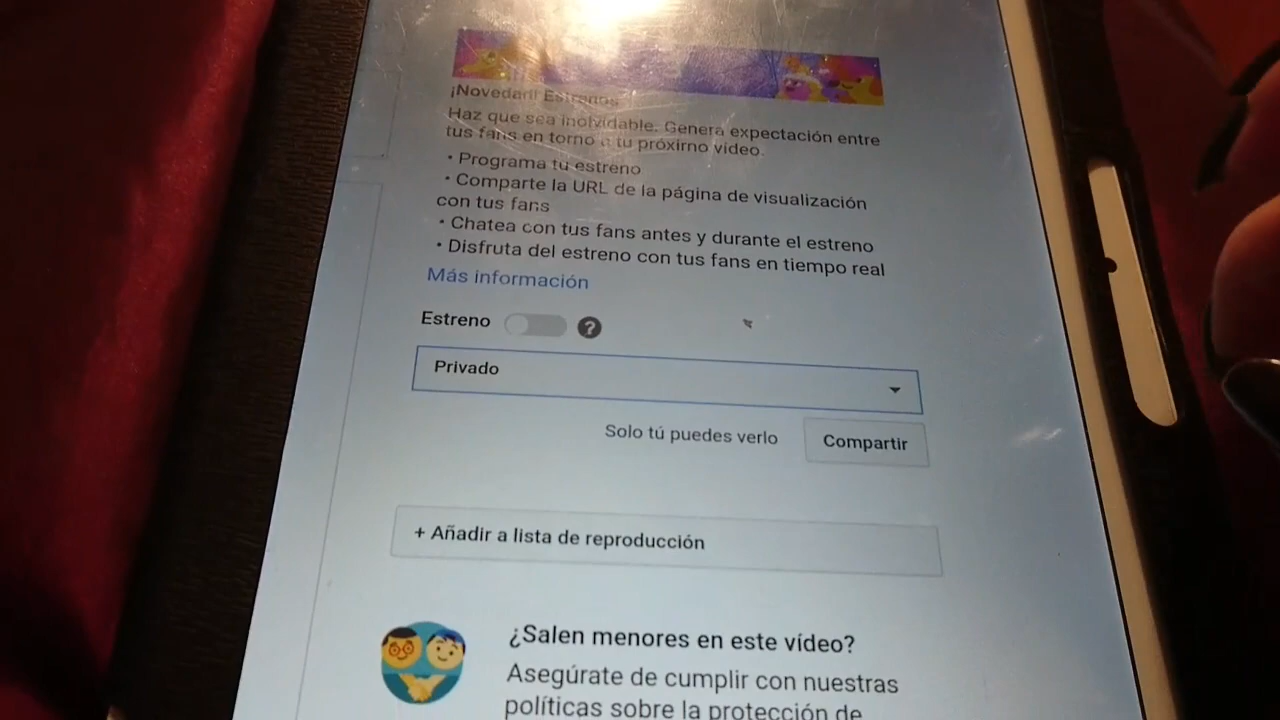 ¡Novedad! Estrenos
Haz que sea inolvidable. Genera expectación entre
tus fans en torno a tu próximo vídeo.
• Programa tu estreno
• Comparte la URL de la página de visualización
con tus fans
• Chatea con tus fans antes y durante el estreno
• Disfruta del estreno con tus fans en tiempo real
Más información
Estreno ?
Privado
Solo tú puedes verlo Compartir
+ Añadir a lista de reproducción
¿Salen menores en este vídeo?
Asegúrate de cumplir con nuestras
políticas sobre la protección de